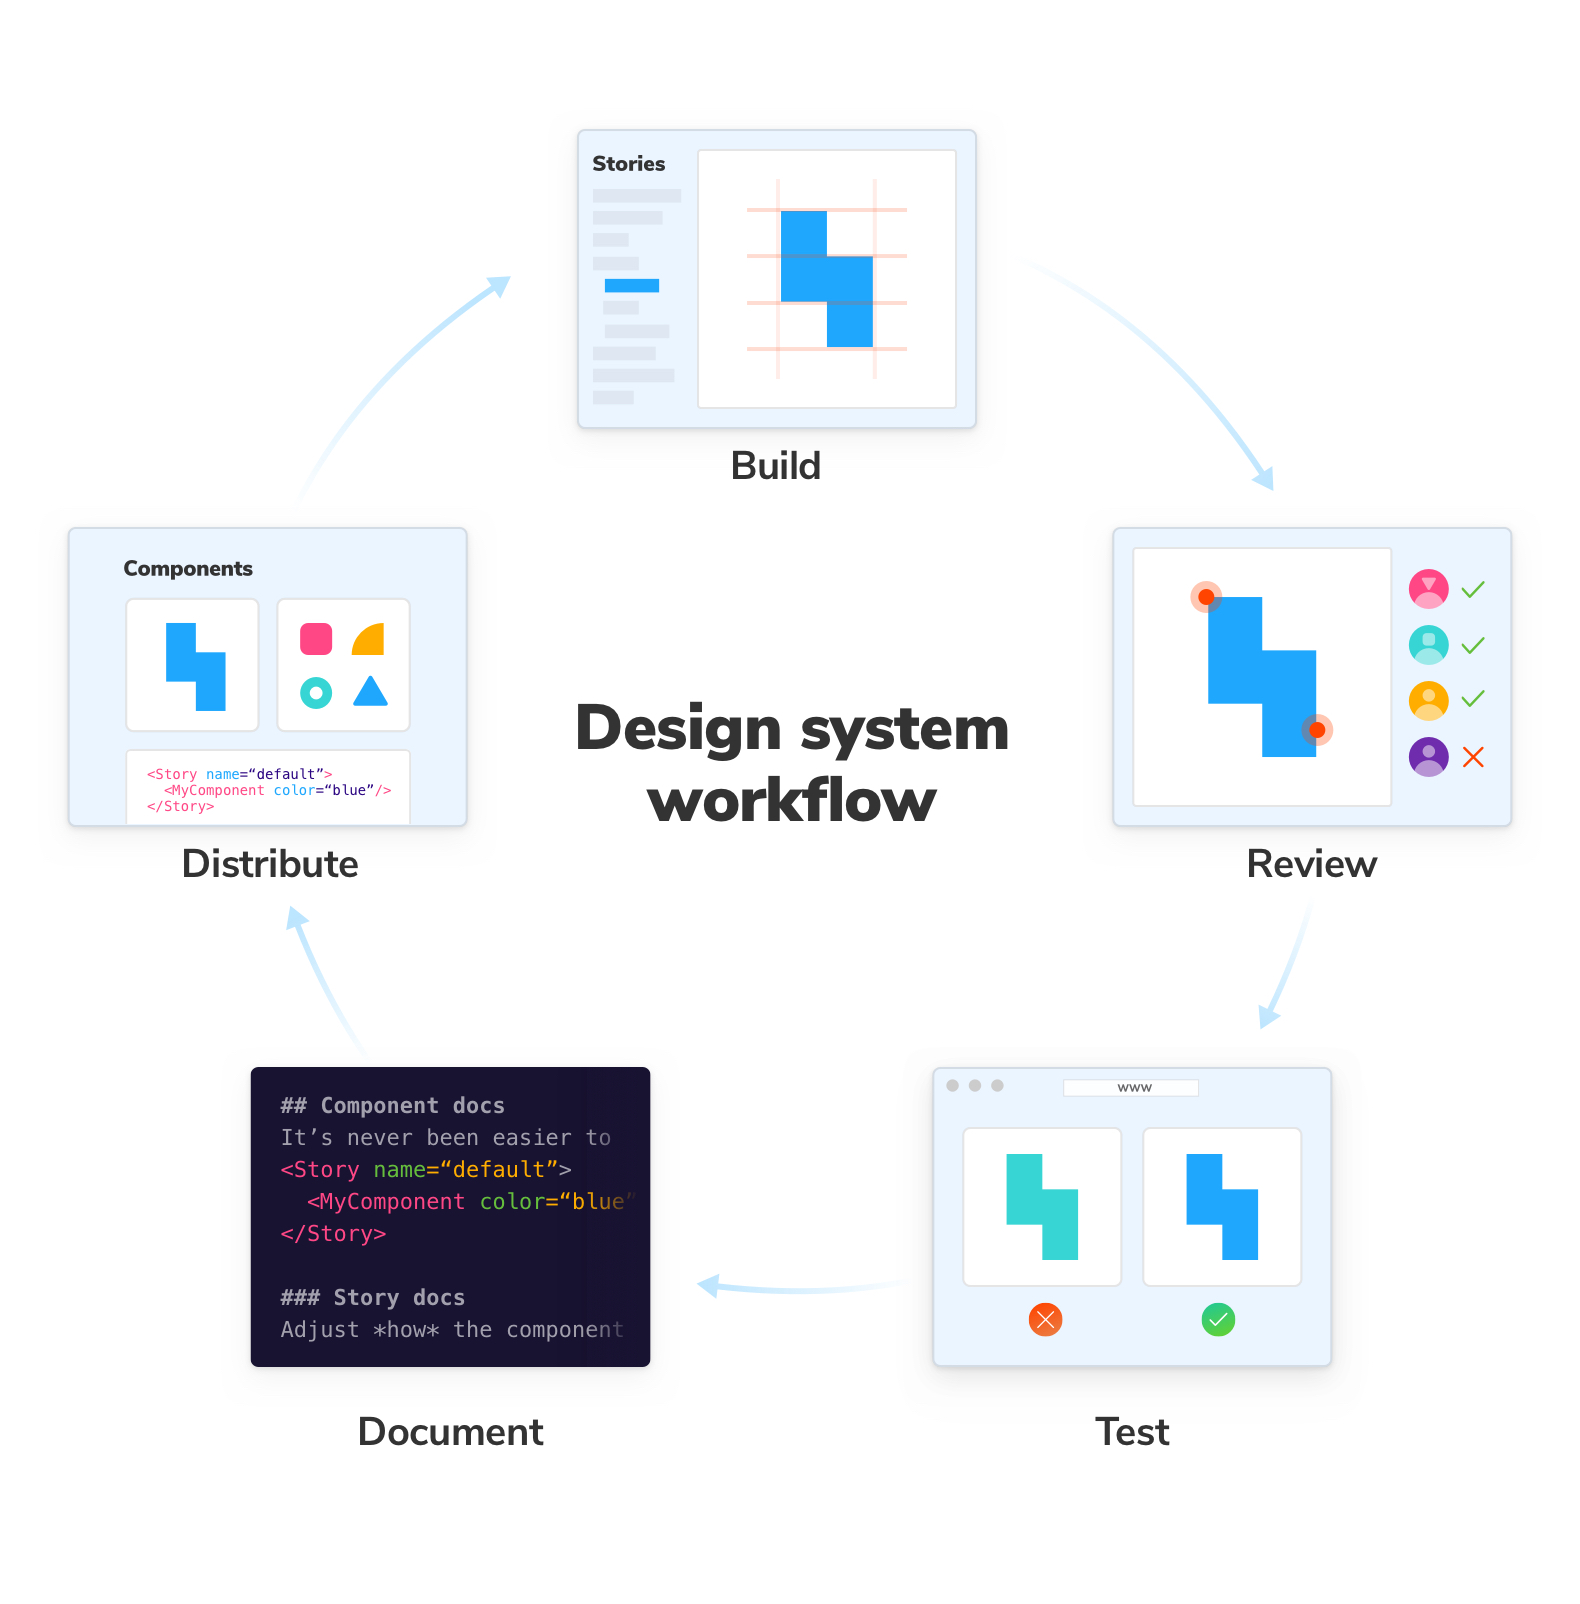 Stories
Build
Components
<Story name=“default”>
<MyComponent color=“blue”/>
</Story>
Distribute
Design system
workflow
Review
## Component docs
It’s never been easier to
<Story name=“default”>
<MyComponent color=“blue”
</Story>
### Story docs
Adjust *how* the component
Document
www
Test